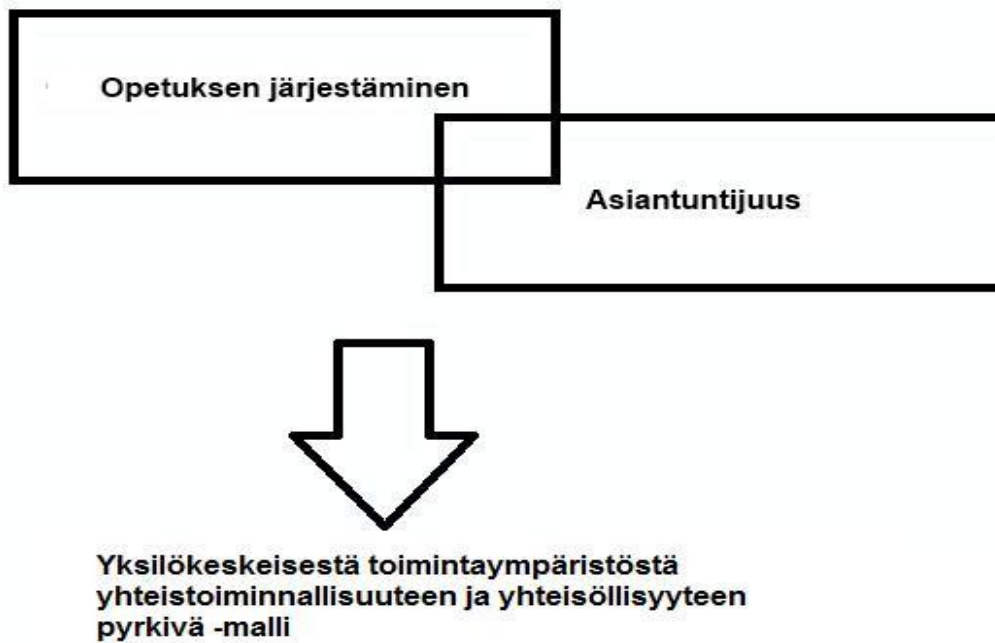 Opetuksen järjestäminen
Asiantuntijuus
Yksilökeskeisestä toimintaympäristöstä
yhteistoiminnallisuuteen ja yhteisöllisyyteen
pyrkivä -malli